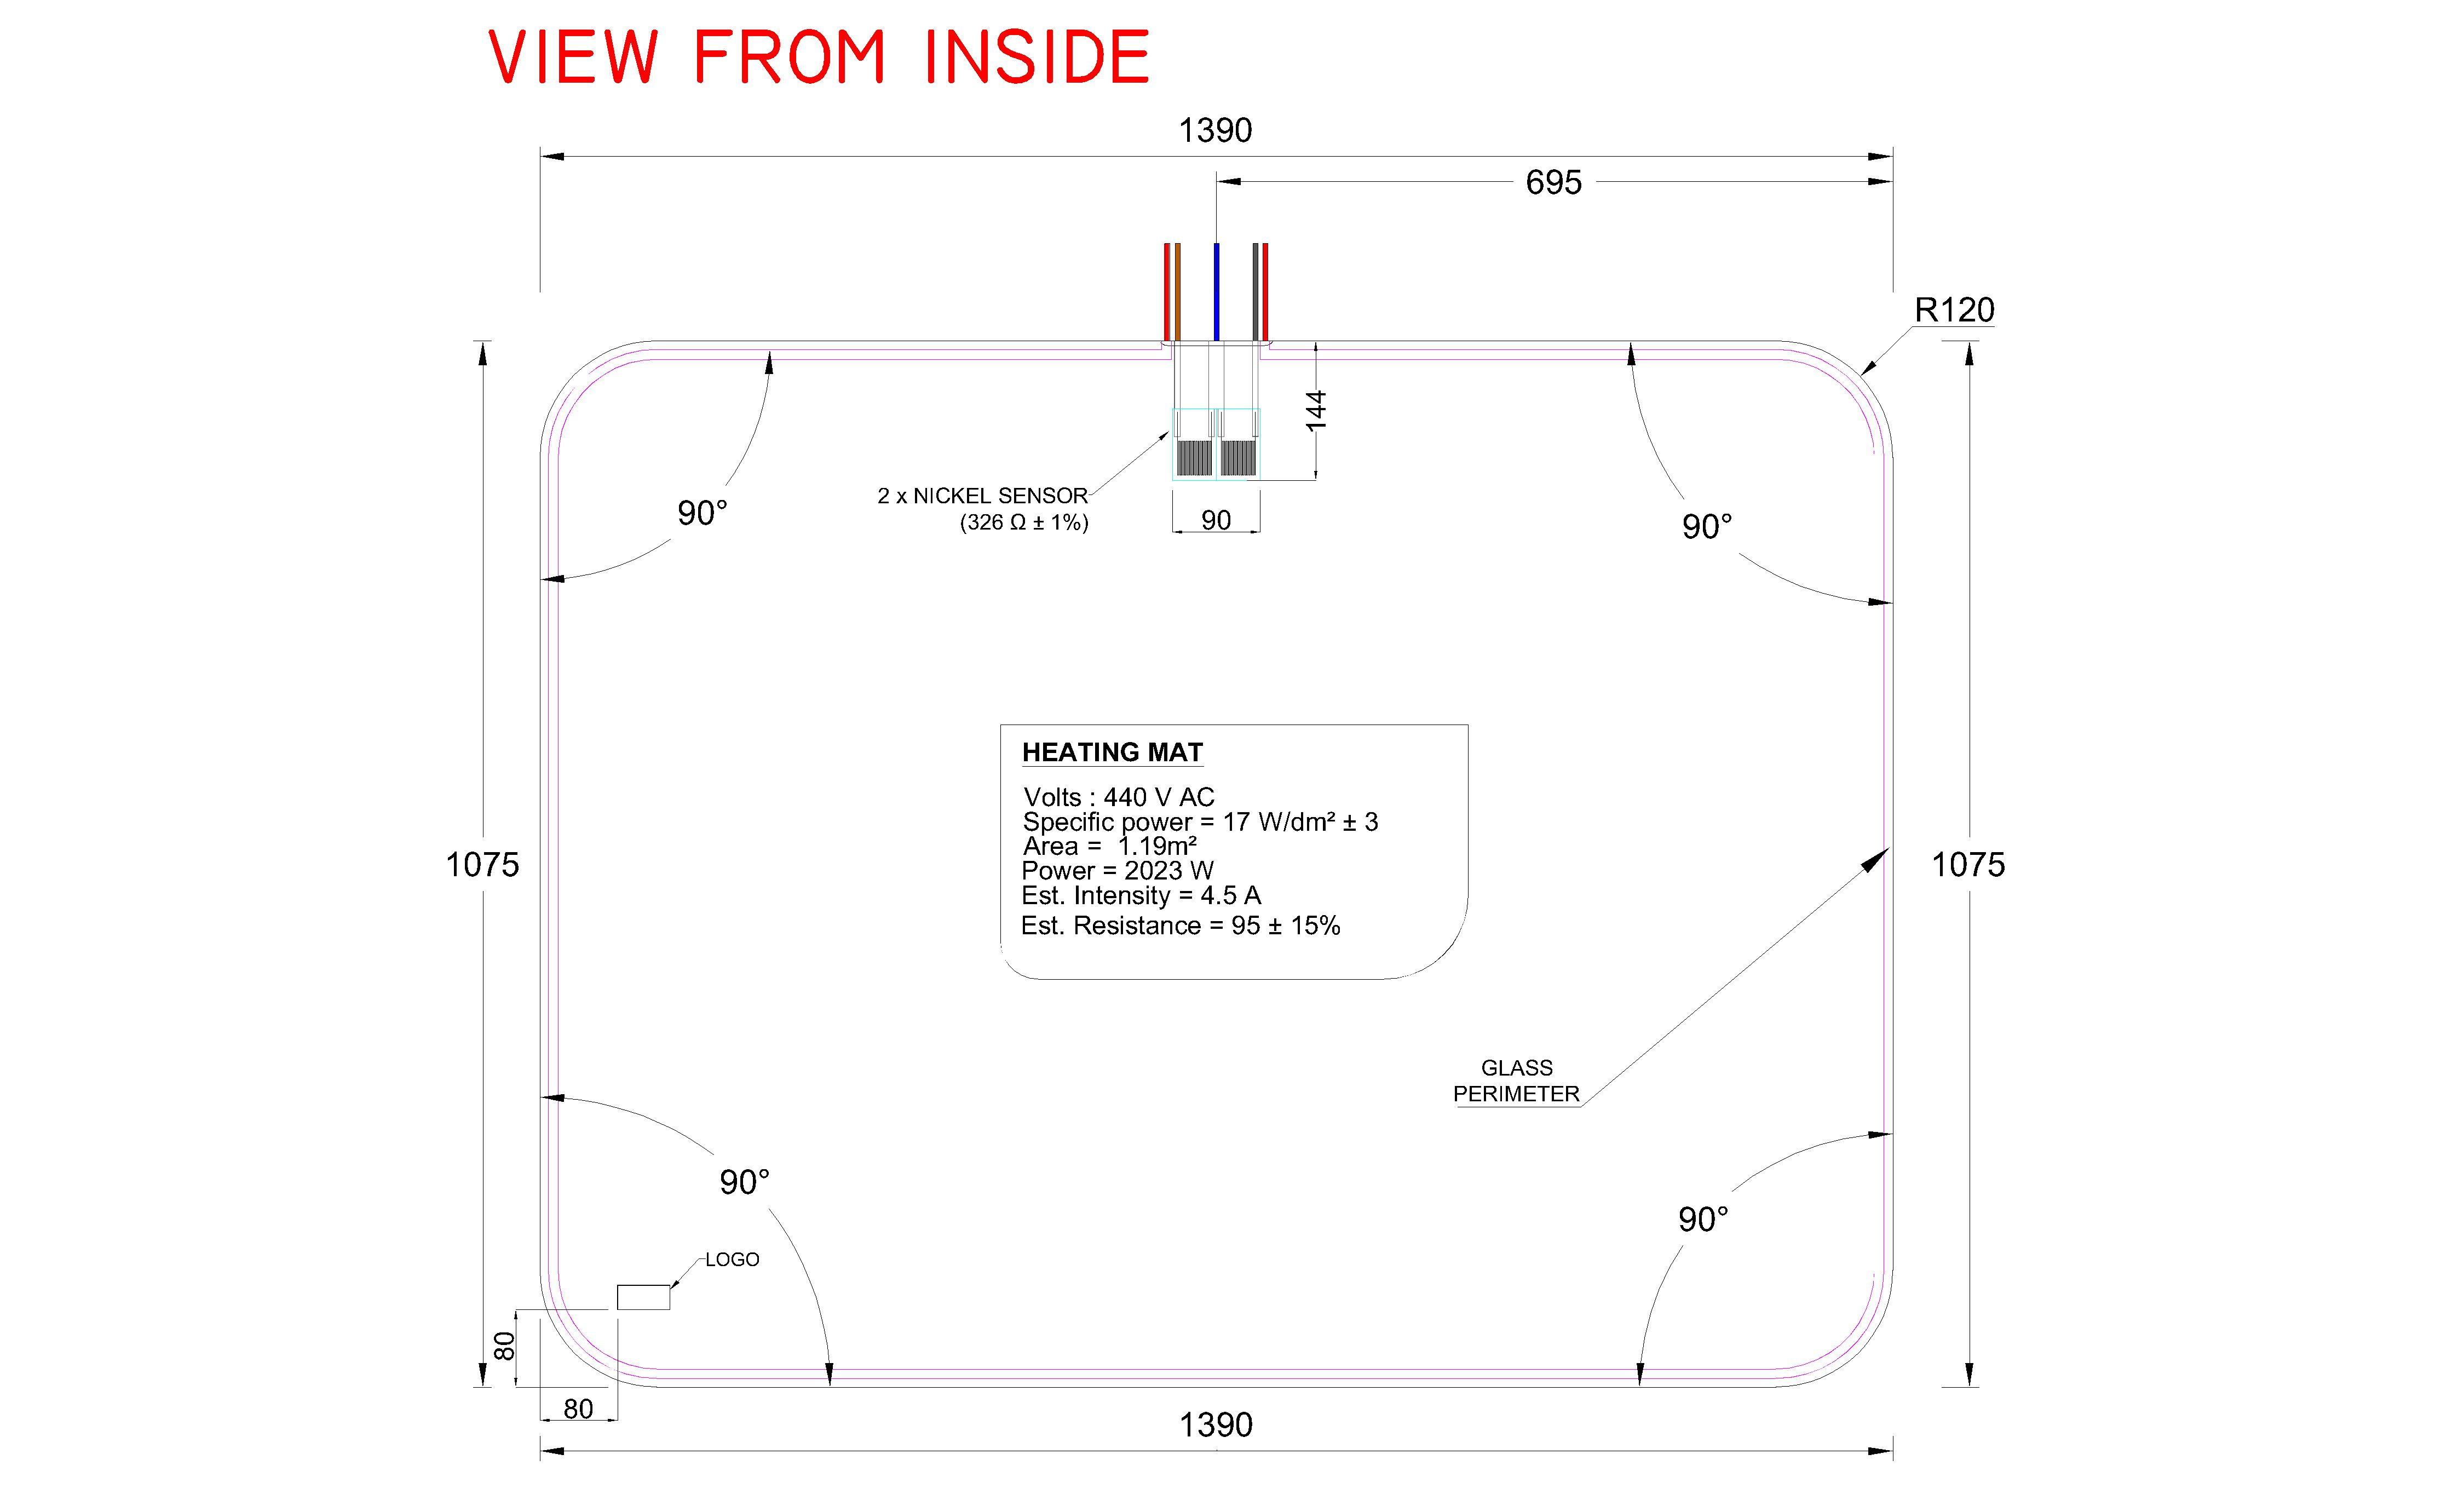 VIEW FROM INSIDE
1390
695
R120
144
2 x NICKEL SENSOR
(326 Ω ± 1%)
90
90°
90°
HEATING MAT
Volts : 440 V AC
Specific power = 17 W/dm² ± 3
Area = 1.19m²
Power = 2023 W
Est. Intensity = 4.5 A
Est. Resistance = 95 ± 15%
1075
1075
GLASS
PERIMETER
90°
90°
LOGO
80
80
1390